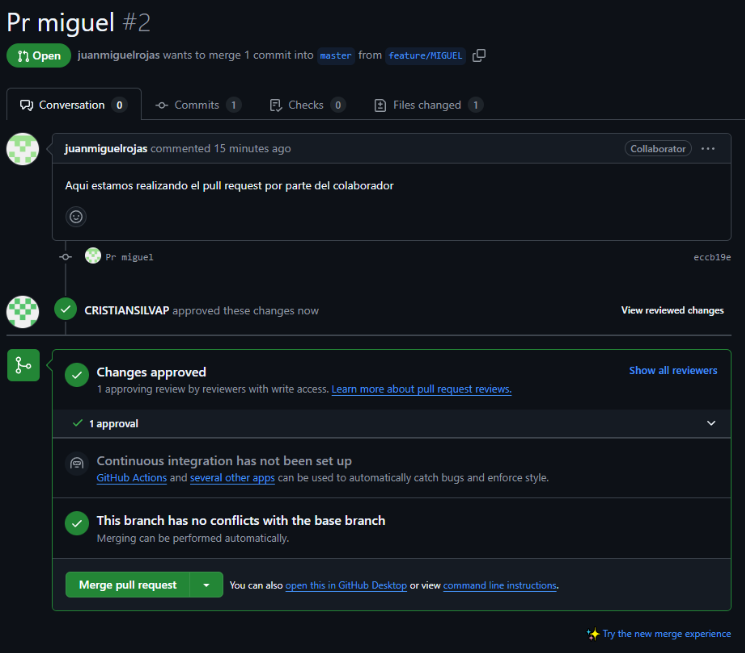 Pr miguel #2
Open juanmiguelrojas wants to merge 1 commit into master from feature/MIGUEL
Conversation 0 Commits 1 Checks 0 Files changed 1
juanmiguelrojas commented 15 minutes ago Collaborator
Aqui estamos realizando el pull request por parte del colaborador
Pr miguel eccb19e
CRISTIANSILVAP approved these changes now View reviewed changes
Changes approved Show all reviewers
1 approving review by reviewers with write access. Learn more about pull request reviews.
1 approval
Continuous integration has not been set up
GitHub Actions and several other apps can be used to automatically catch bugs and enforce style.
This branch has no conflicts with the base branch
Merging can be performed automatically.
Merge pull request You can also open this in GitHub Desktop or view command line instructions.
Try the new merge experience